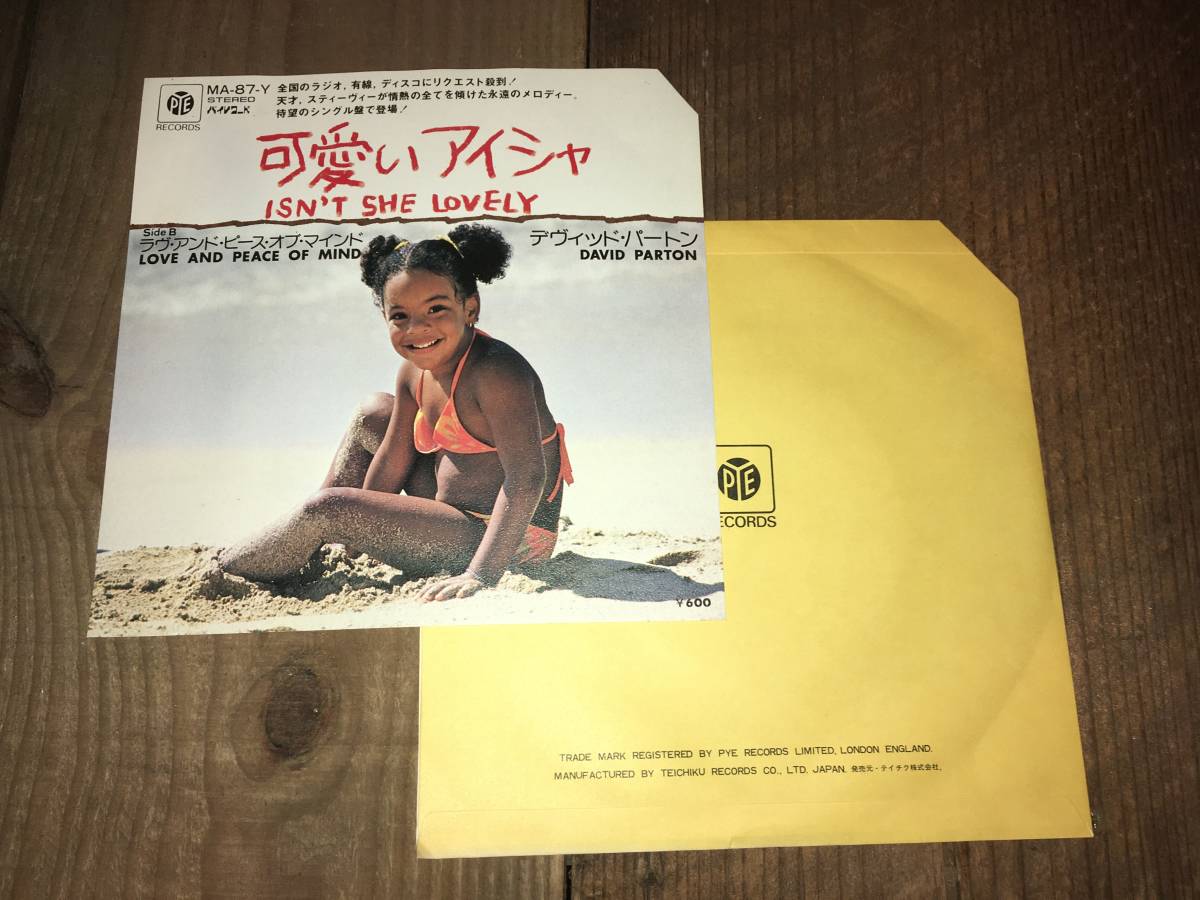 PYE
RECORDS
MA-87-Y
STEREO
パイレコード
全国のラジオ, 有線, ディスコにリクエスト殺到!
天才, スティーヴィーが情熱の全てを傾けた永遠のメロディー。
待望のシングル盤で登場!
可愛いアイシャ
ISN'T SHE LOVELY
Side B
ラヴ・アンド・ピース・オブ・マインド
LOVE AND PEACE OF MIND
デヴィッド・パートン
DAVID PARTON
¥600
PYE
ECORDS
TRADE MARK REGISTERED BY PYE RECORDS LIMITED, LONDON ENGLAND.
MANUFACTURED BY TEICHIKU RECORDS CO., LTD. JAPAN. 発売元・テイチク株式会社。